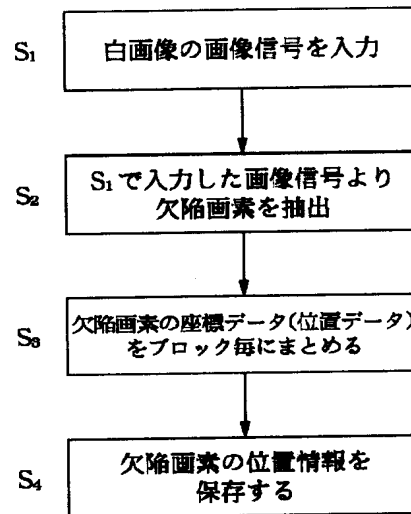 S₁ 白画像の画像信号を入力
S₂ S₁で入力した画像信号より
欠陥画素を抽出
S₃ 欠陥画素の座標データ(位置データ)
をブロック毎にまとめる
S₄ 欠陥画素の位置情報を
保存する